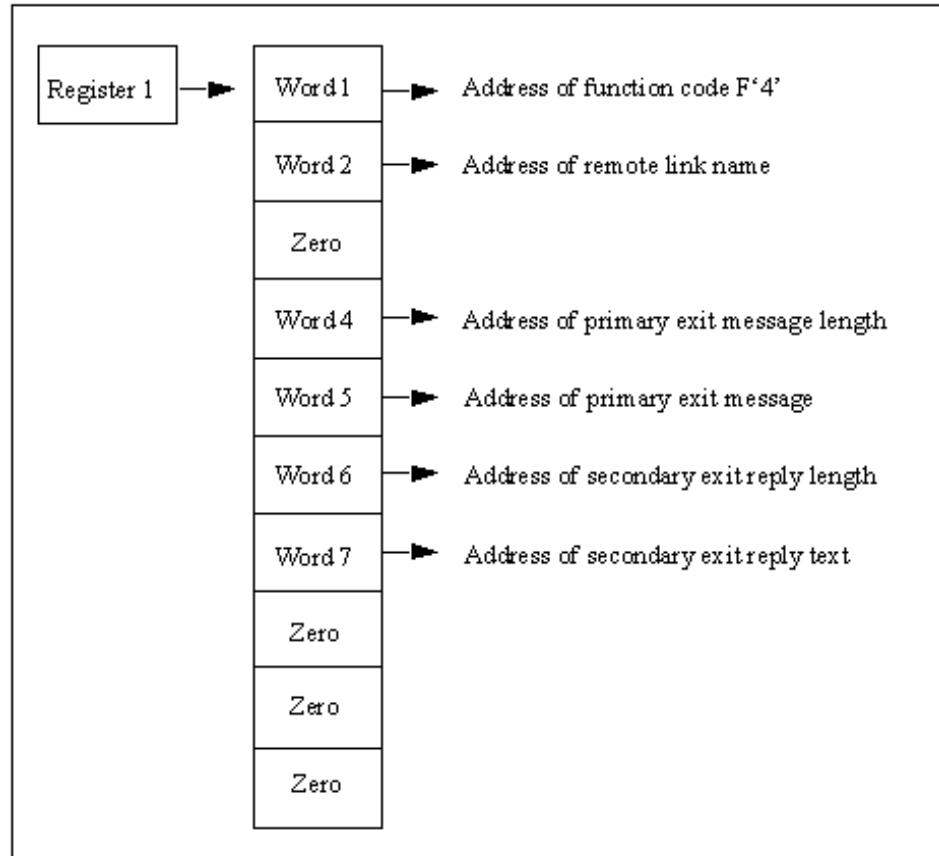 Register 1
Word 1
Address of function code F‘4’
Word 2
Address of remote link name
Zero
Word 4
Address of primary exit message length
Word 5
Address of primary exit message
Word 6
Address of secondary exit reply length
Word 7
Address of secondary exit reply text
Zero
Zero
Zero